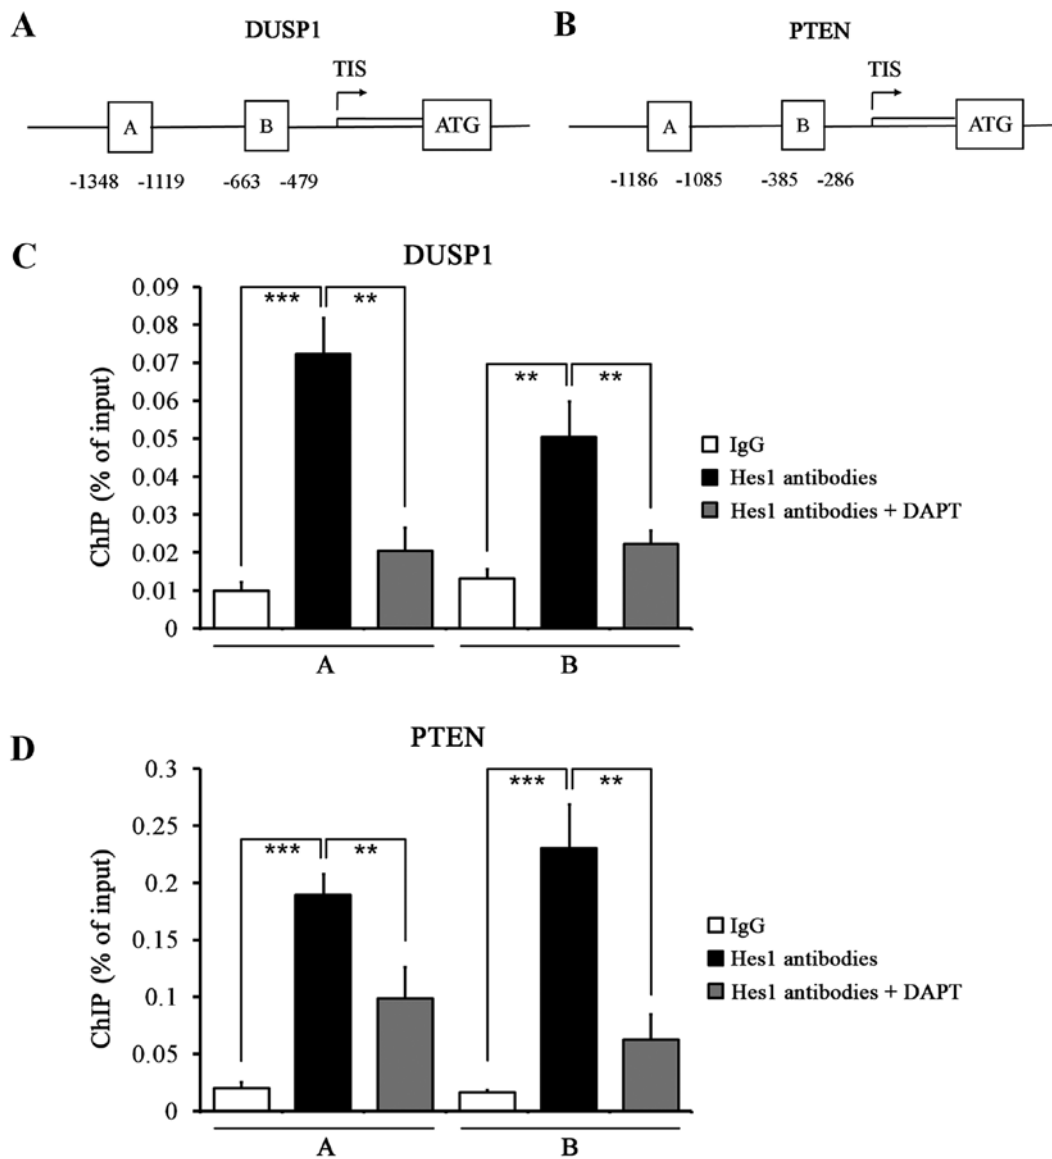 A
DUSP1
TIS
A
B
ATG
-1348 -1119 -663 -479
B
PTEN
TIS
A
B
ATG
-1186 -1085 -385 -286
C
DUSP1
ChIP (% of input)
0.09
0.08
0.07
0.06
0.05
0.04
0.03
0.02
0.01
0
*** **
** **
A
B
IgG
Hes1 antibodies
Hes1 antibodies + DAPT
D
PTEN
ChIP (% of input)
0.3
0.25
0.2
0.15
0.1
0.05
0
*** **
*** **
A
B
IgG
Hes1 antibodies
Hes1 antibodies + DAPT